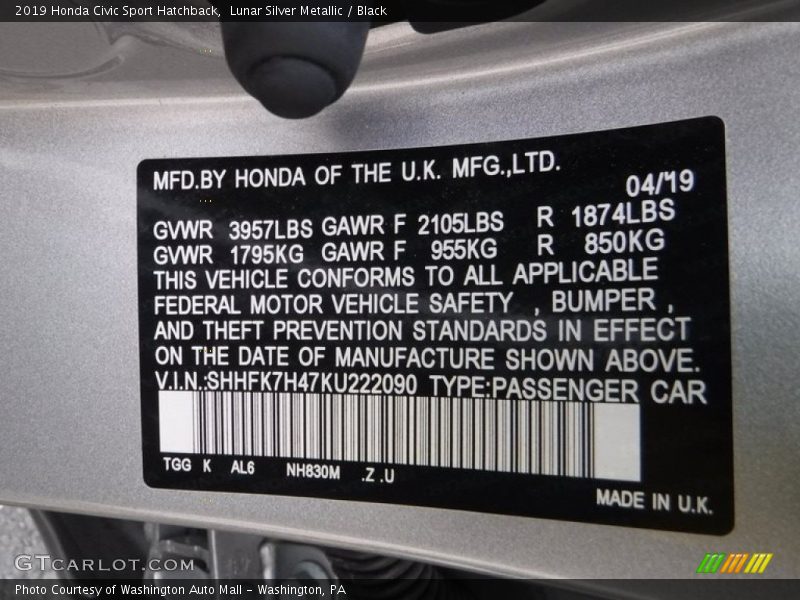 2019 Honda Civic Sport Hatchback,  Lunar Silver Metallic / Black
MFD.BY HONDA OF THE U.K. MFG.,LTD.
04/'19
GVWR 3957LBS GAWR F 2105LBS R 1874LBS
GVWR 1795KG GAWR F 955KG R 850KG
THIS VEHICLE CONFORMS TO ALL APPLICABLE
FEDERAL MOTOR VEHICLE SAFETY , BUMPER ,
AND THEFT PREVENTION STANDARDS IN EFFECT
ON THE DATE OF MANUFACTURE SHOWN ABOVE.
V.I.N.:SHHFK7H47KU222090 TYPE:PASSENGER CAR
TGG K AL6 NH830M .Z .U
MADE IN U.K.
GTCARLOT.COM
Photo Courtesy of Washington Auto Mall - Washington, PA